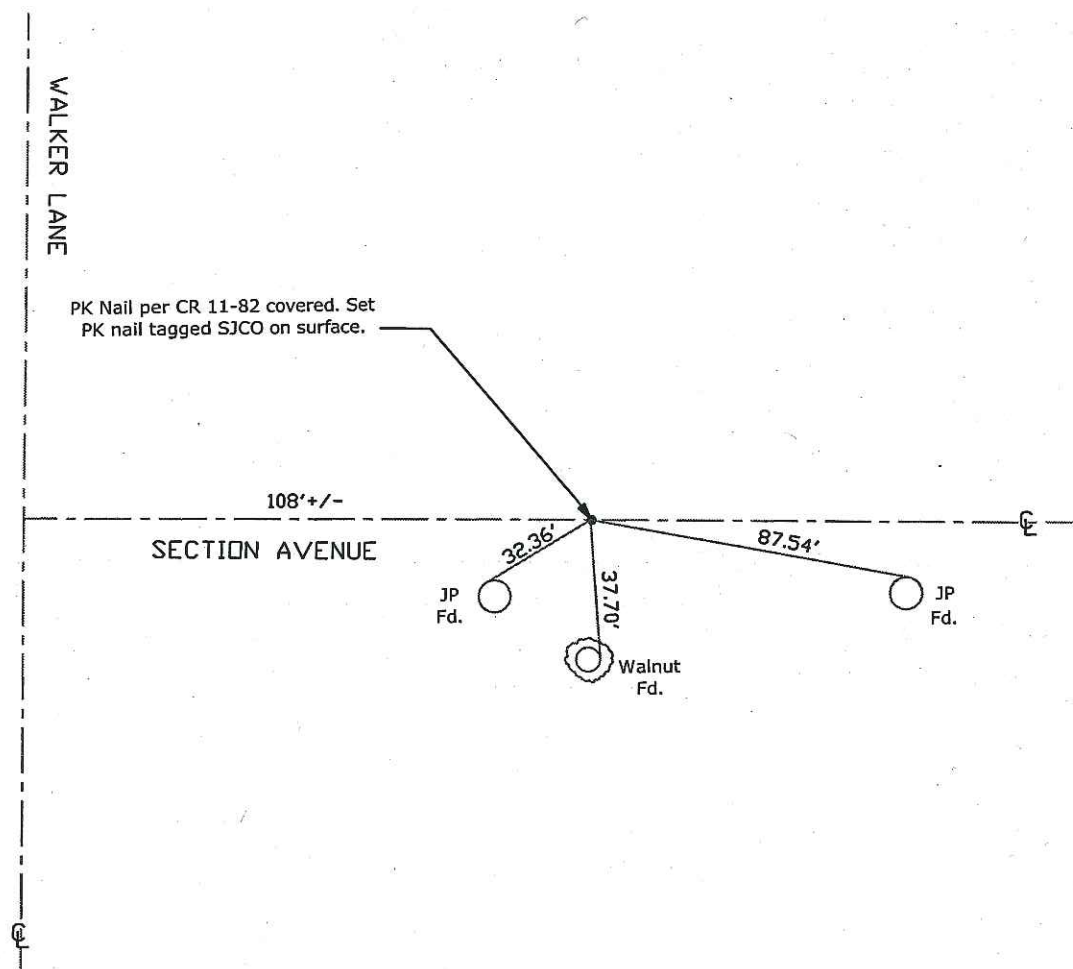 WALKER LANE
PK Nail per CR 11-82 covered. Set
PK nail tagged SJCO on surface.
108'+/-
℄
SECTION AVENUE
32.36'
87.54'
37.70'
JP
Fd.
JP
Fd.
Walnut
Fd.
℄